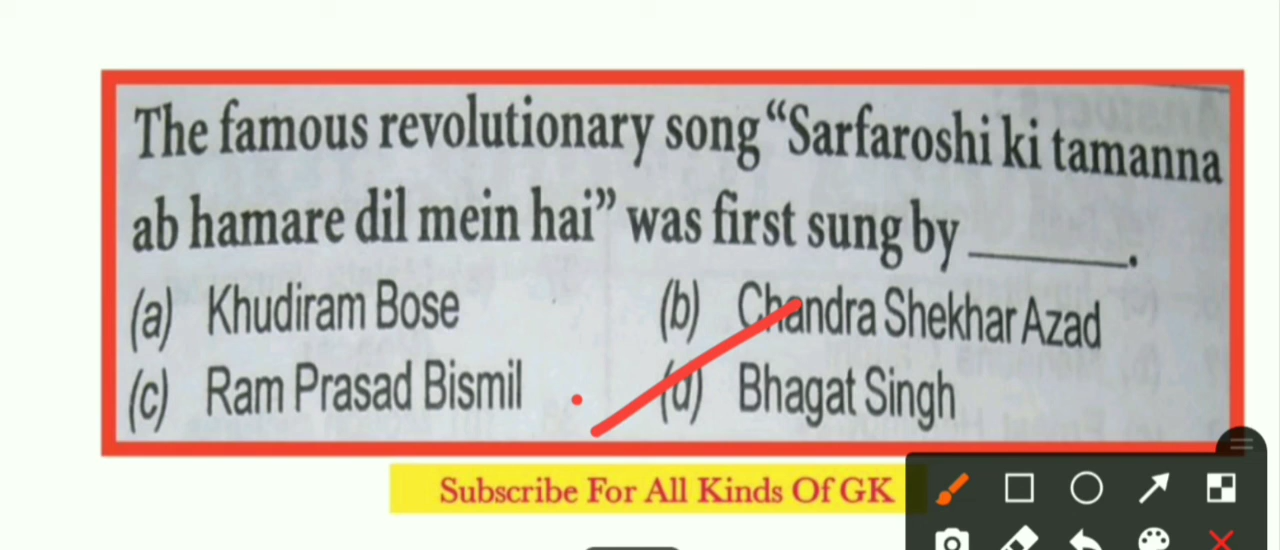 The famous revolutionary song “Sarfaroshi ki tamanna
ab hamare dil mein hai” was first sung by ________.
(a) Khudiram Bose (b) Chandra Shekhar Azad
(c) Ram Prasad Bismil (d) Bhagat Singh
Subscribe For All Kinds Of GK